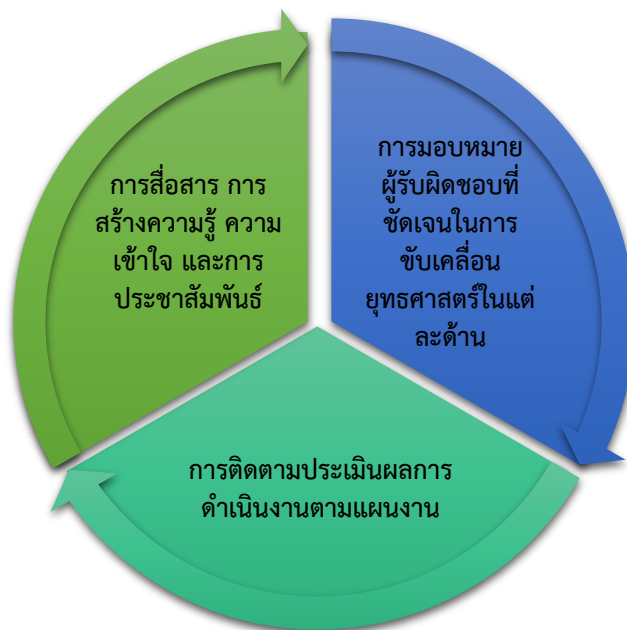 การสื่อสาร การ
สร้างความรู้ ความ
เข้าใจ และการ
ประชาสัมพันธ์
การมอบหมาย
ผู้รับผิดชอบที่
ชัดเจนในการ
ขับเคลื่อน
ยุทธศาสตร์ในแต่
ละด้าน
การติดตามประเมินผลการ
ดำเนินงานตามแผนงาน